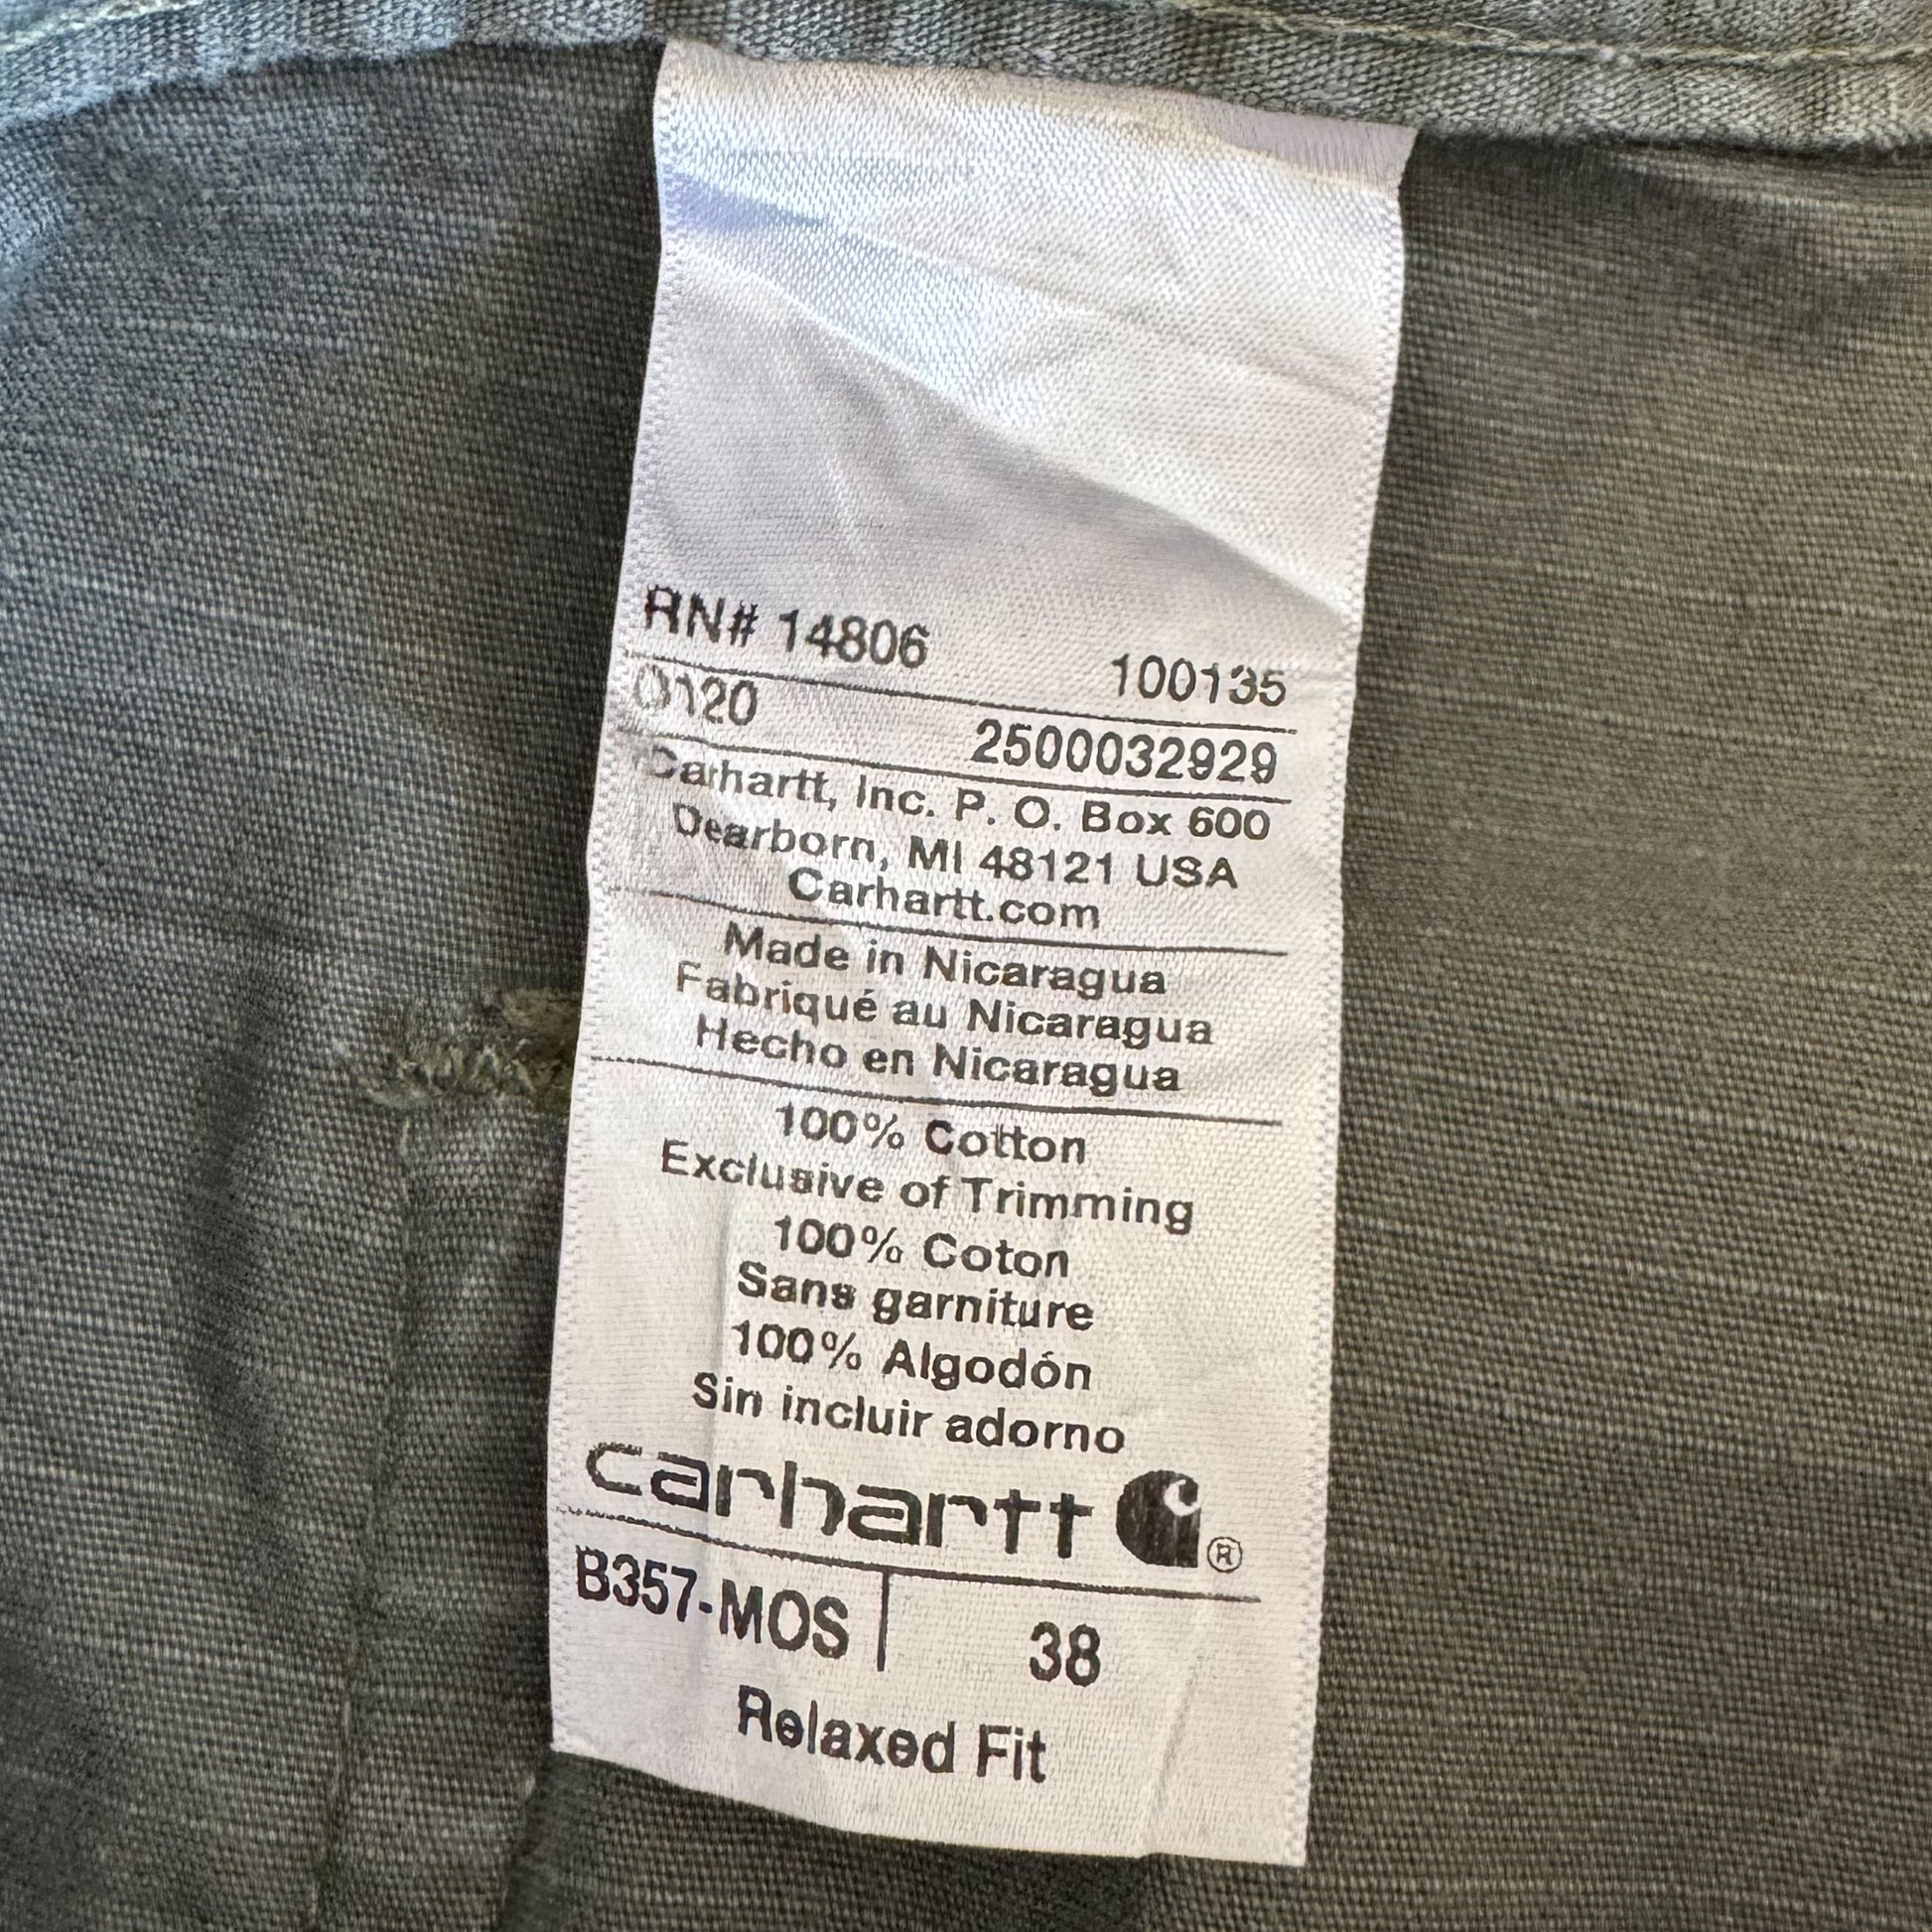 RN# 14806 100135
0120 2500032929
Carhartt, Inc. P. O. Box 600
Dearborn, MI 48121 USA
Carhartt.com
Made in Nicaragua
Fabriqué au Nicaragua
Hecho en Nicaragua
100% Cotton
Exclusive of Trimming
100% Coton
Sans garniture
100% Algodón
Sin incluir adorno
carhartt ®
B357-MOS 38
Relaxed Fit